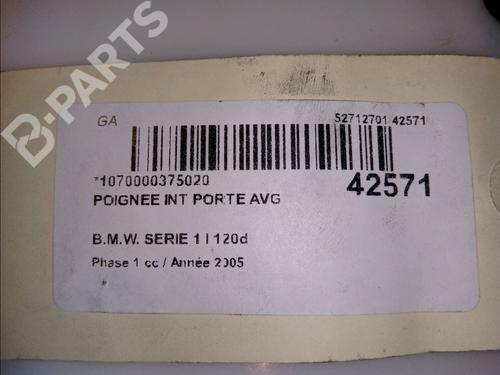 B-PARTS
GA
52712701 42571
*1070000375020
42571
POIGNEE INT PORTE AVG
B.M.W. SERIE 1 I 120d
Phase 1 cc / Année 2005